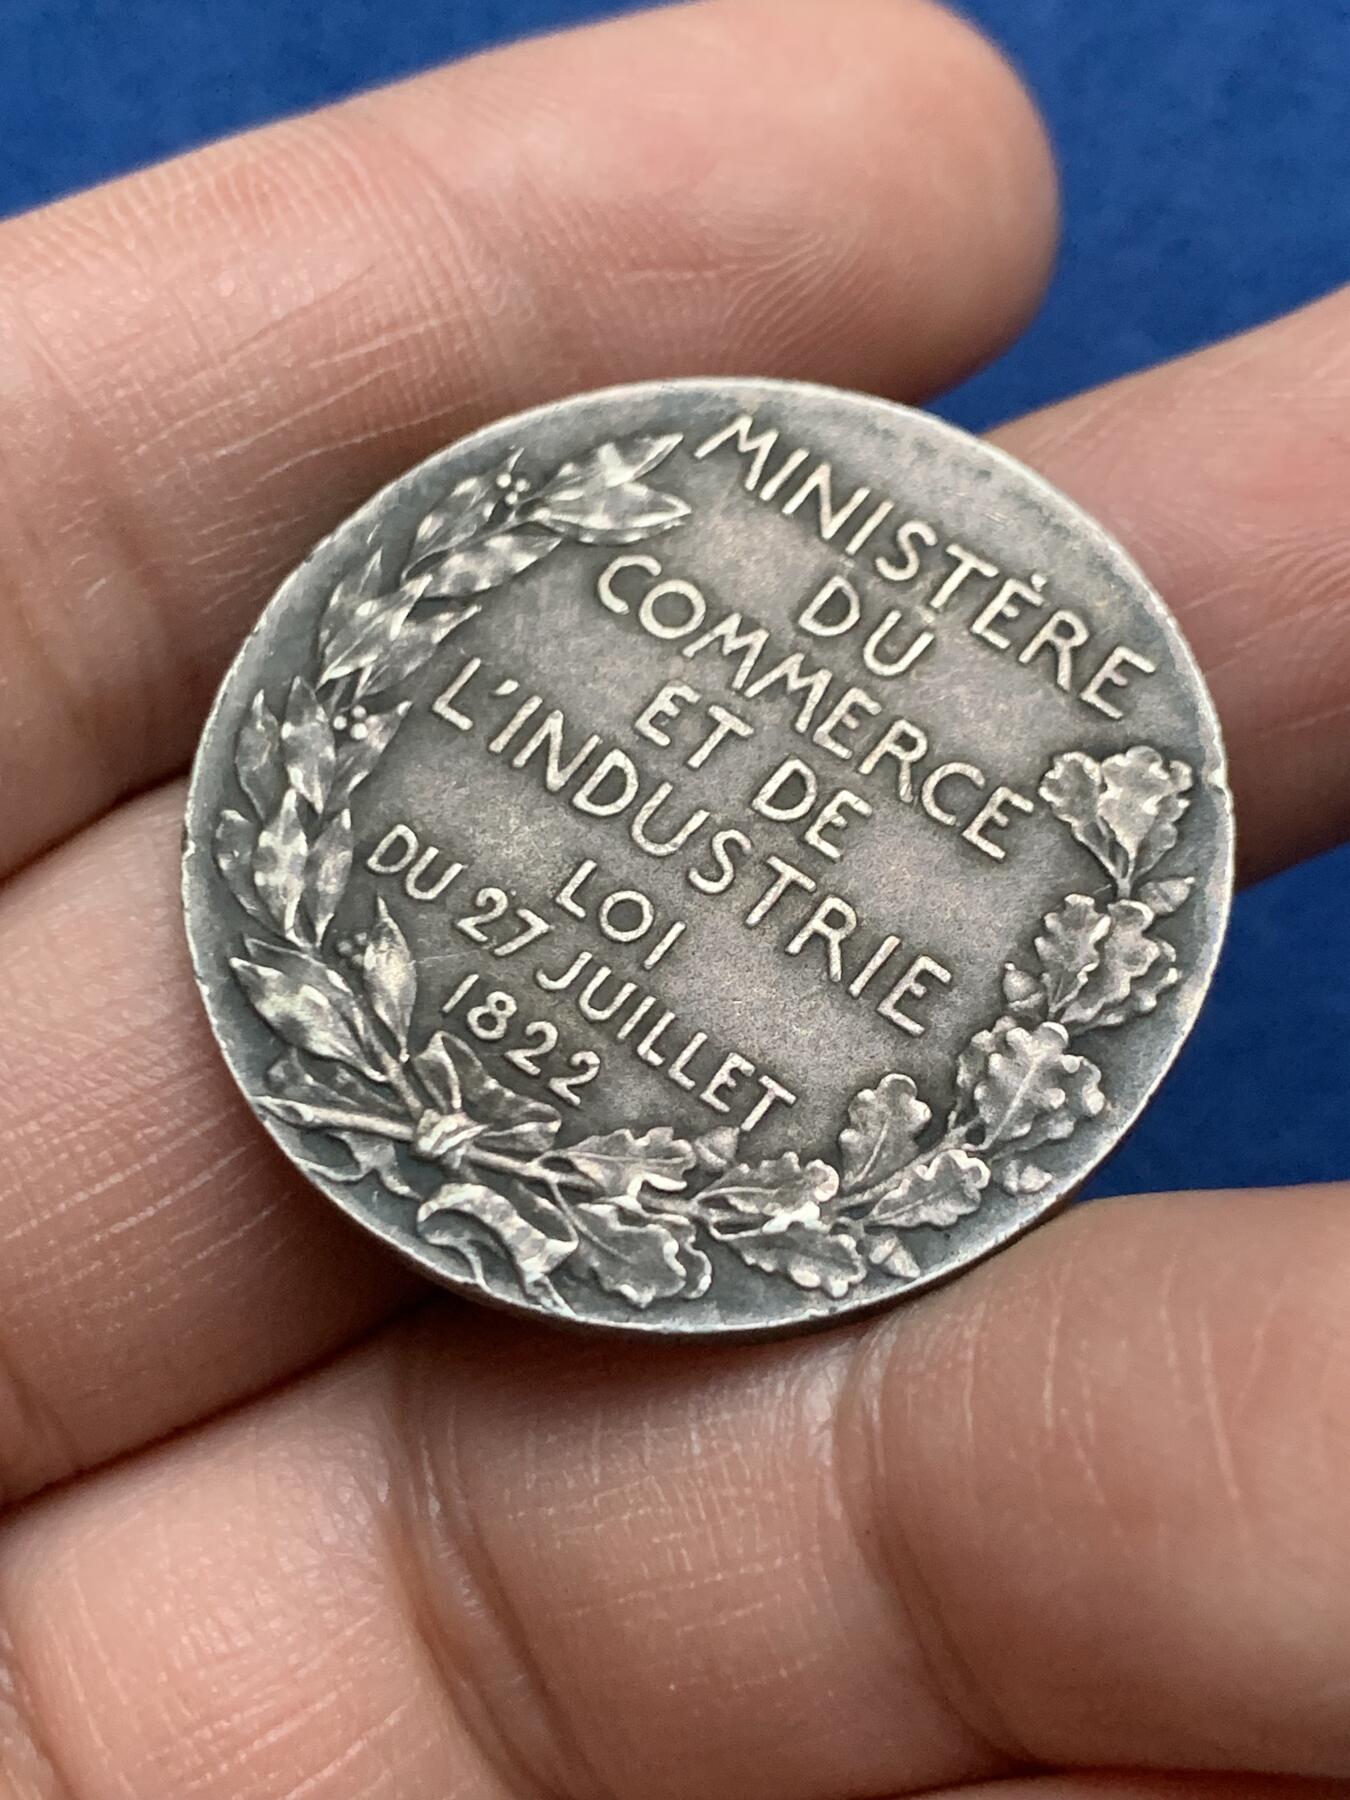 MINISTÈRE
DU
COMMERCE
ET DE
L'INDUSTRIE
LOI
DU 27 JUILLET
1822